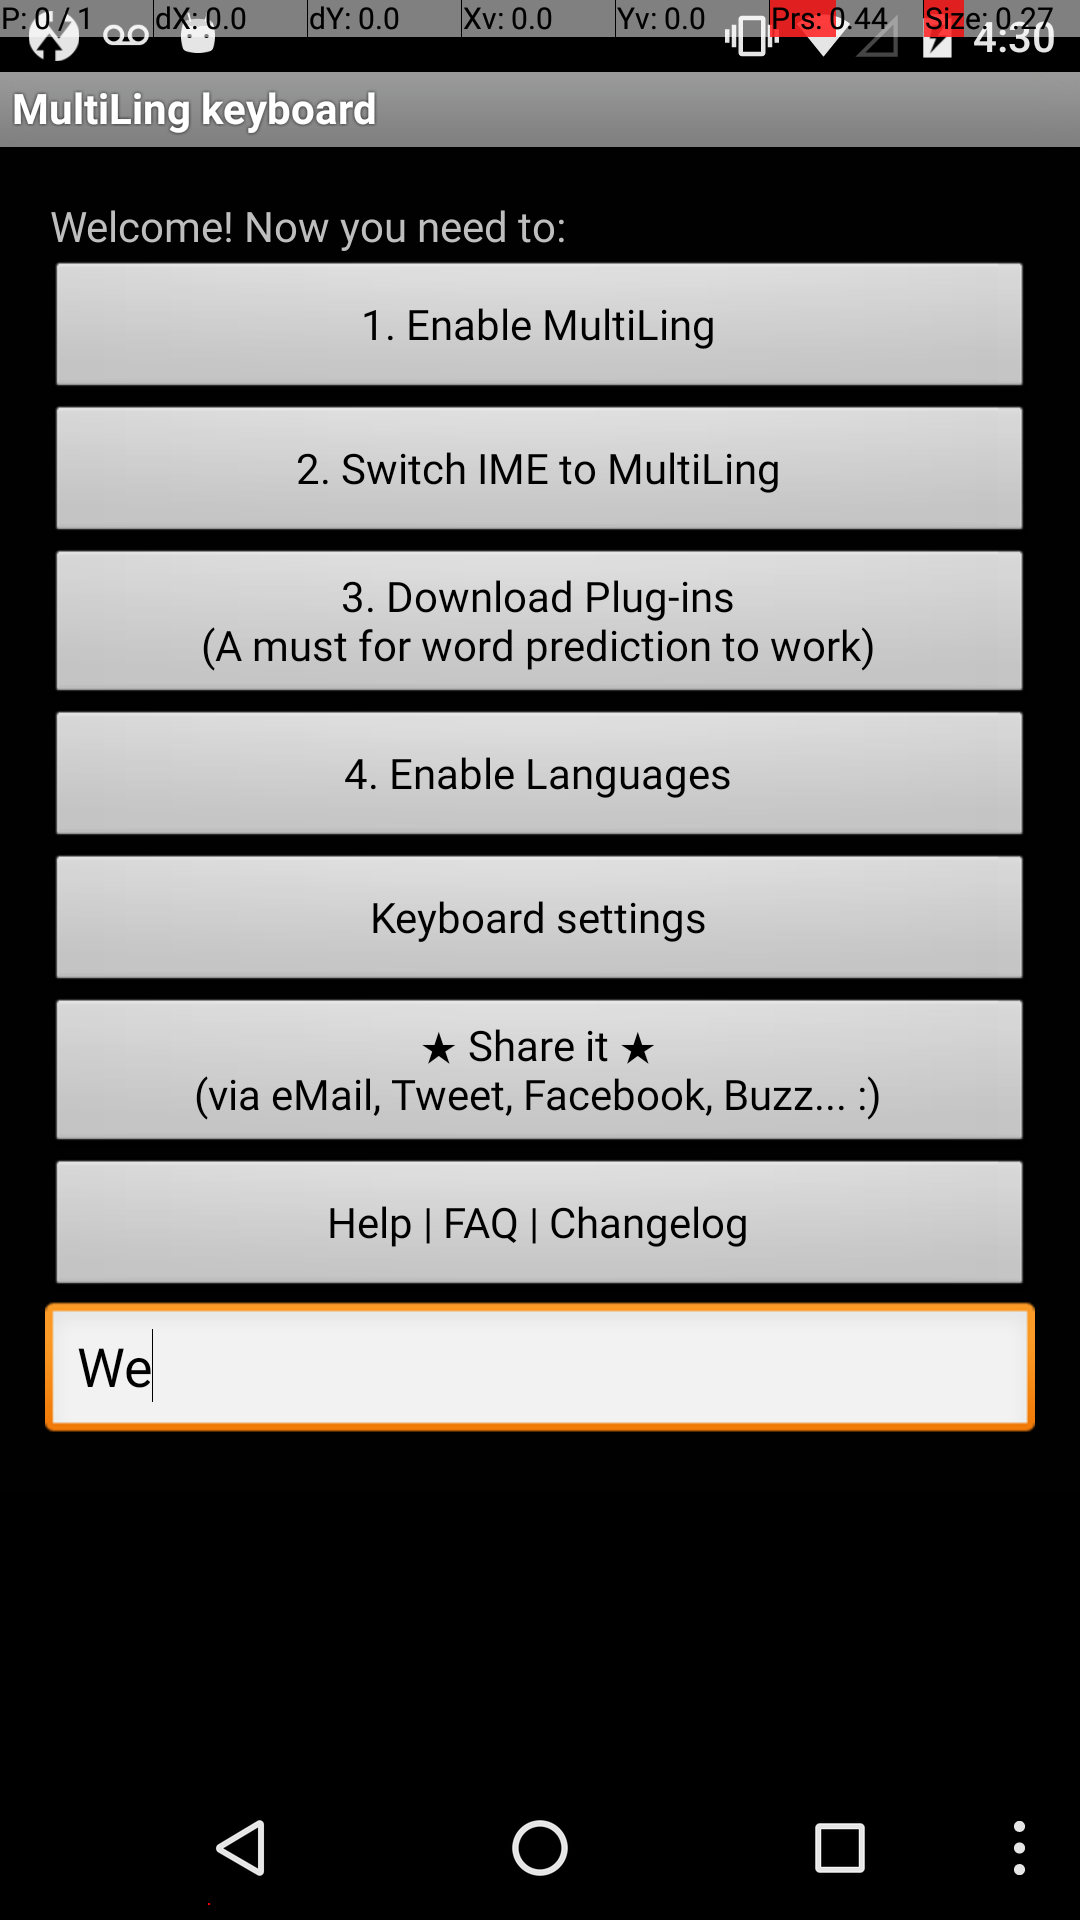 P: 0 / 1 dX: 0.0 dY: 0.0 Xv: 0.0 Yv: 0.0 Prs: 0.44 Size: 0.27
4:30
MultiLing keyboard
Welcome! Now you need to:
1. Enable MultiLing
2. Switch IME to MultiLing
3. Download Plug-ins
(A must for word prediction to work)
4. Enable Languages
Keyboard settings
★ Share it ★
(via eMail, Tweet, Facebook, Buzz... :)
Help | FAQ | Changelog
We